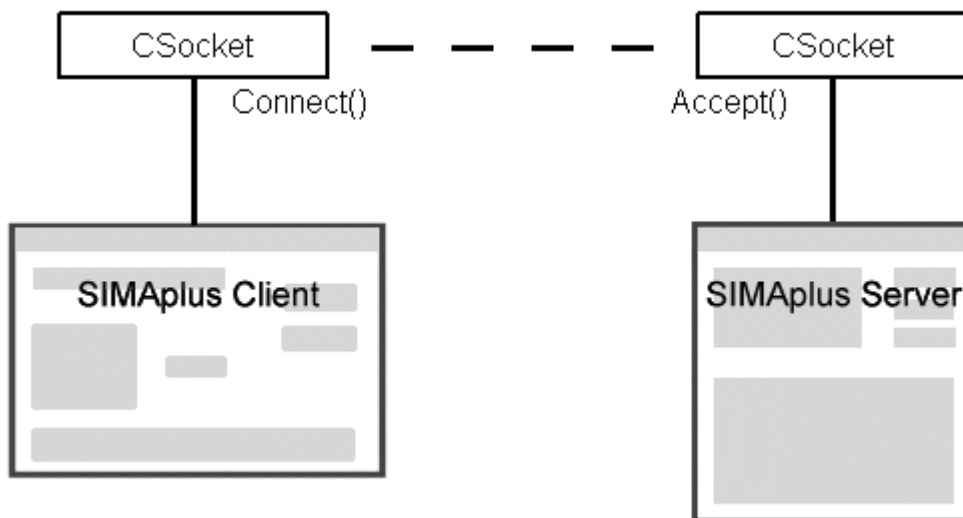 CSocket
CSocket
Connect()
Accept()
SIMAplus Client
SIMAplus Server